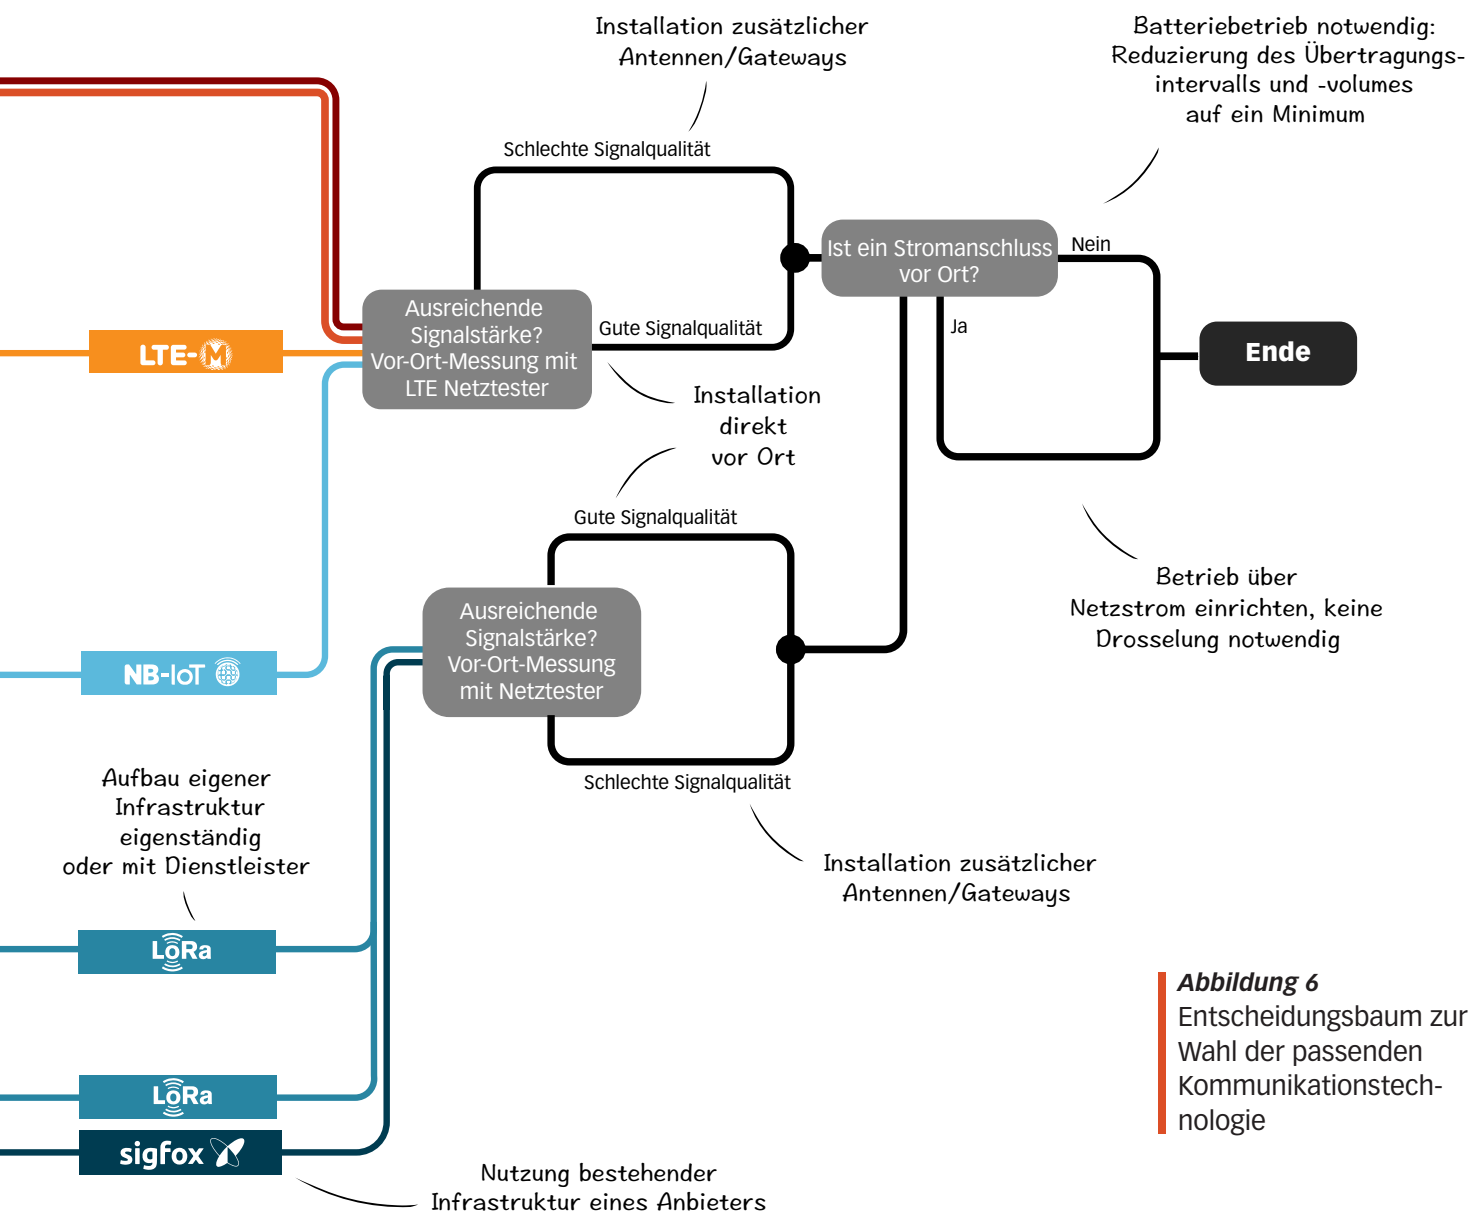 Installation zusätzlicher
Antennen/Gateways
Batteriebetrieb notwendig:
Reduzierung des Übertragungs-
intervalls und -volumes
auf ein Minimum
Schlechte Signalqualität
Ist ein Stromanschluss
vor Ort?
Nein
Ja
Ende
Ausreichende
Signalstärke?
Vor-Ort-Messung mit
LTE Netztester
Gute Signalqualität
LTE-M
Installation
direkt
vor Ort
Gute Signalqualität
Ausreichende
Signalstärke?
Vor-Ort-Messung
mit Netztester
Betrieb über
Netzstrom einrichten, keine
Drosselung notwendig
NB-IoT
Schlechte Signalqualität
Aufbau eigener
Infrastruktur
eigenständig
oder mit Dienstleister
Installation zusätzlicher
Antennen/Gateways
LoRa
Abbildung 6
Entscheidungsbaum zur
Wahl der passenden
Kommunikationstech-
nologie
LoRa
sigfox
Nutzung bestehender
Infrastruktur eines Anbieters